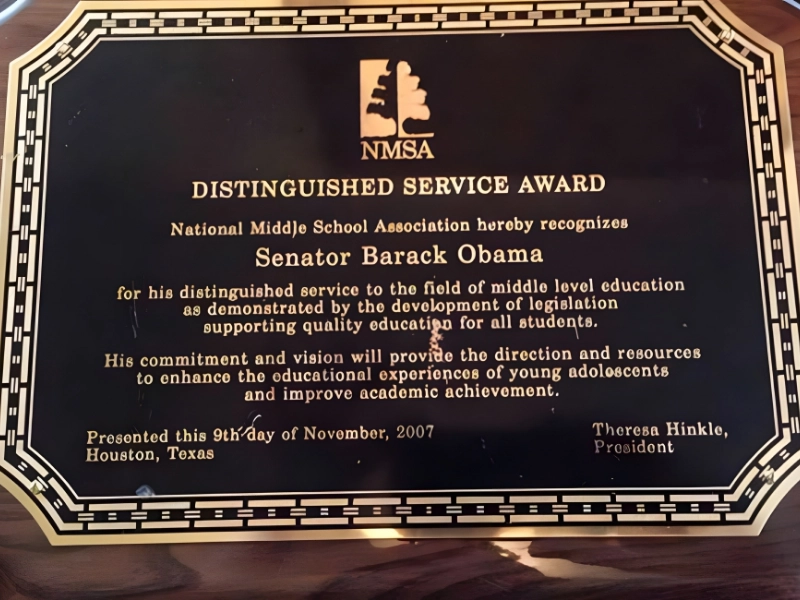 NMSA
DISTINGUISHED SERVICE AWARD
National Middle School Association hereby recognizes
Senator Barack Obama
for his distinguished service to the field of middle level education
as demonstrated by the development of legislation
supporting quality education for all students.
His commitment and vision will provide the direction and resources
to enhance the educational experiences of young adolescents
and improve academic achievement.
Presented this 9th day of November, 2007
Houston, Texas
Theresa Hinkle,
President